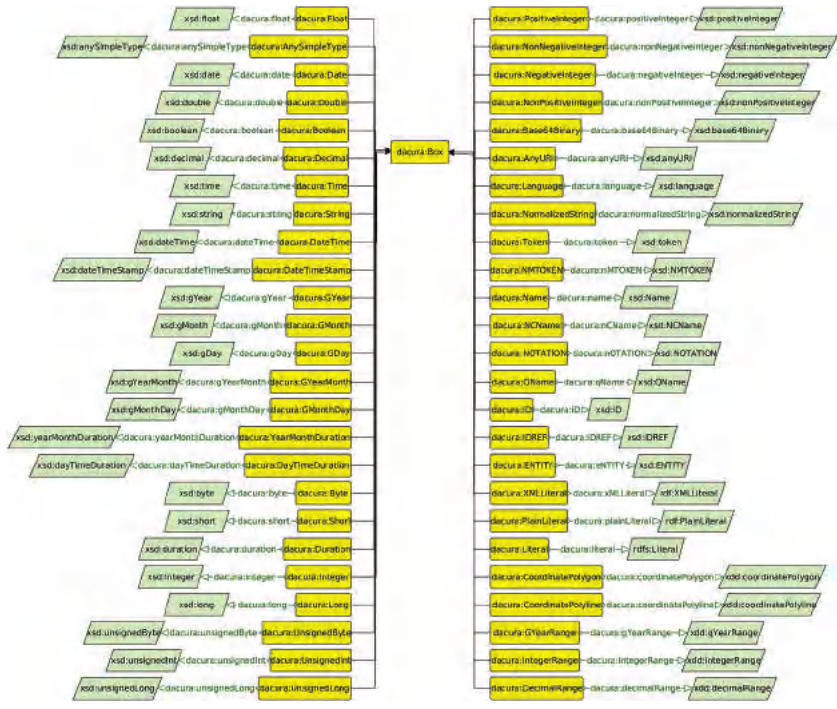 xsd:float dacura:float dacura:Float
xsd:anySimpleType dacura:anySimpleType dacura:AnySimpleType
xsd:date dacura:date dacura:Date
xsd:double dacura:double dacura:Double
xsd:boolean dacura:boolean dacura:Boolean
xsd:decimal dacura:decimal dacura:Decimal
xsd:time dacura:time dacura:Time
xsd:string dacura:string dacura:String
xsd:dateTime dacura:dateTime dacura:DateTime
xsd:dateTimeStamp dacura:dateTimeStamp dacura:DateTimeStamp
xsd:gYear dacura:gYear dacura:GYear
xsd:gMonth dacura:gMonth dacura:GMonth
xsd:gDay dacura:gDay dacura:GDay
xsd:gYearMonth dacura:gYearMonth dacura:GYearMonth
xsd:gMonthDay dacura:gMonthDay dacura:GMonthDay
xsd:yearMonthDuration dacura:yearMonthDuration dacura:YearMonthDuration
xsd:dayTimeDuration dacura:dayTimeDuration dacura:DayTimeDuration
xsd:byte dacura:byte dacura:Byte
xsd:short dacura:short dacura:Short
xsd:duration dacura:duration dacura:Duration
xsd:integer dacura:integer dacura:Integer
xsd:long dacura:long dacura:Long
xsd:unsignedByte dacura:unsignedByte dacura:UnsignedByte
xsd:unsignedInt dacura:unsignedInt dacura:UnsignedInt
xsd:unsignedLong dacura:unsignedLong dacura:UnsignedLong
dacura:Box
dacura:PositiveInteger dacura:positiveInteger xsd:positiveInteger
dacura:NonNegativeInteger dacura:nonNegativeInteger xsd:nonNegativeInteger
dacura:NegativeInteger dacura:negativeInteger xsd:negativeInteger
dacura:NonPositiveInteger dacura:nonPositiveInteger xsd:nonPositiveInteger
dacura:Base64Binary dacura:base64Binary xsd:base64Binary
dacura:AnyURI dacura:anyURI xsd:anyURI
dacura:Language dacura:language xsd:language
dacura:NormalizedString dacura:normalizedString xsd:normalizedString
dacura:Token dacura:token xsd:token
dacura:NMTOKEN dacura:nMTOKEN xsd:NMTOKEN
dacura:Name dacura:name xsd:Name
dacura:NCName dacura:nCName xsd:NCName
dacura:NOTATION dacura:nOTATION xsd:NOTATION
dacura:QName dacura:qName xsd:QName
dacura:ID dacura:iD xsd:ID
dacura:IDREF dacura:iDREF xsd:IDREF
dacura:ENTITY dacura:eNTITY xsd:ENTITY
dacura:XMLLiteral dacura:xMLLiteral rdf:XMLLiteral
dacura:PlainLiteral dacura:plainLiteral rdf:PlainLiteral
dacura:Literal dacura:literal rdfs:Literal
dacura:CoordinatePolygon dacura:coordinatePolygon xdd:coordinatePolygon
dacura:CoordinatePolyline dacura:coordinatePolyline xdd:coordinatePolyline
dacura:GYearRange dacura:gYearRange xdd:gYearRange
dacura:IntegerRange dacura:integerRange xdd:integerRange
dacura:DecimalRange dacura:decimalRange xdd:decimalRange